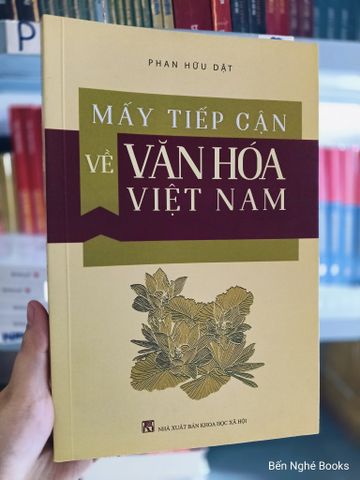 PHAN HỮU DẬT
MẤY TIẾP CẬN
VỀ VĂN HÓA
VIỆT NAM
NHÀ XUẤT BẢN KHOA HỌC XÃ HỘI
Bến Nghé Books